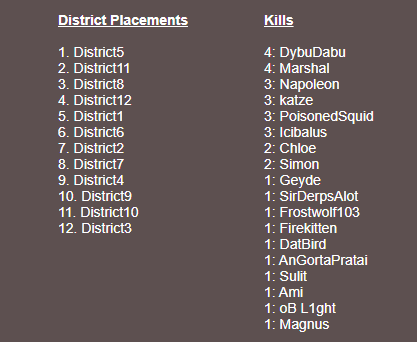 District Placements
1. District5
2. District11
3. District8
4. District12
5. District1
6. District6
7. District2
8. District7
9. District4
10. District9
11. District10
12. District3
Kills
4: DybuDabu
4: Marshal
3: Napoleon
3: katze
3: PoisonedSquid
3: Icibalus
2: Chloe
2: Simon
1: Geyde
1: SirDerpsAlot
1: Frostwolf103
1: Firekitten
1: DatBird
1: AnGortaPratai
1: Sulit
1: Ami
1: oB L1ght
1: Magnus